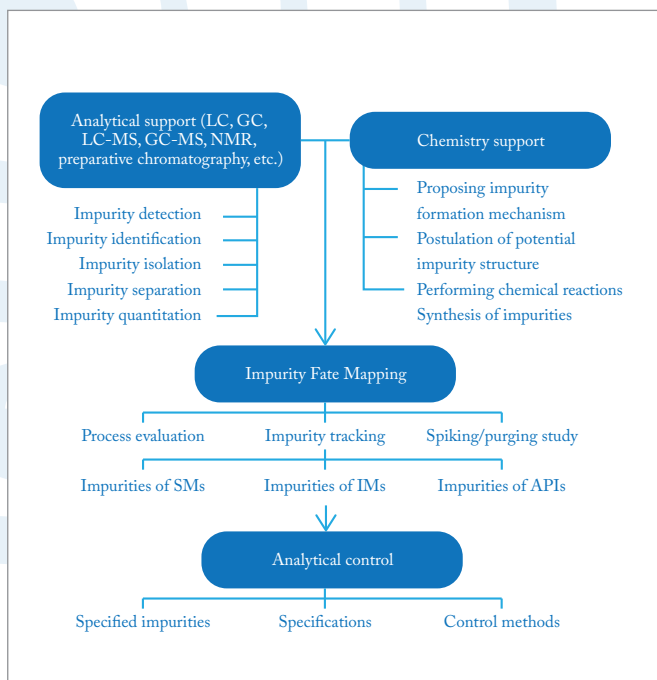 Analytical support (LC, GC,
LC-MS, GC-MS, NMR,
preparative chromatography, etc.)
Chemistry support
Impurity detection
Impurity identification
Impurity isolation
Impurity separation
Impurity quantitation
Proposing impurity
formation mechanism
Postulation of potential
impurity structure
Performing chemical reactions
Synthesis of impurities
Impurity Fate Mapping
Process evaluation
Impurity tracking
Spiking/purging study
Impurities of SMs
Impurities of IMs
Impurities of APIs
Analytical control
Specified impurities
Specifications
Control methods